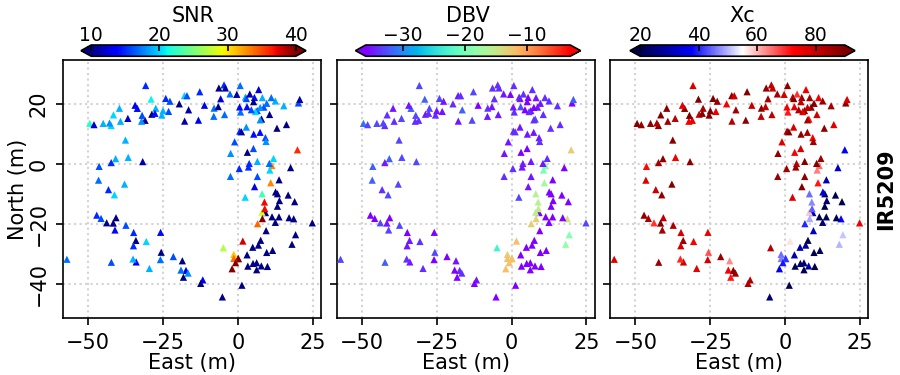 SNR DBV Xc
10 20 30 40 −30 −20 −10 20 40 60 80
20
0
−20
−40
North (m)
IR5209
−50 −25 0 25 −50 −25 0 25 −50 −25 0 25
East (m) East (m) East (m)